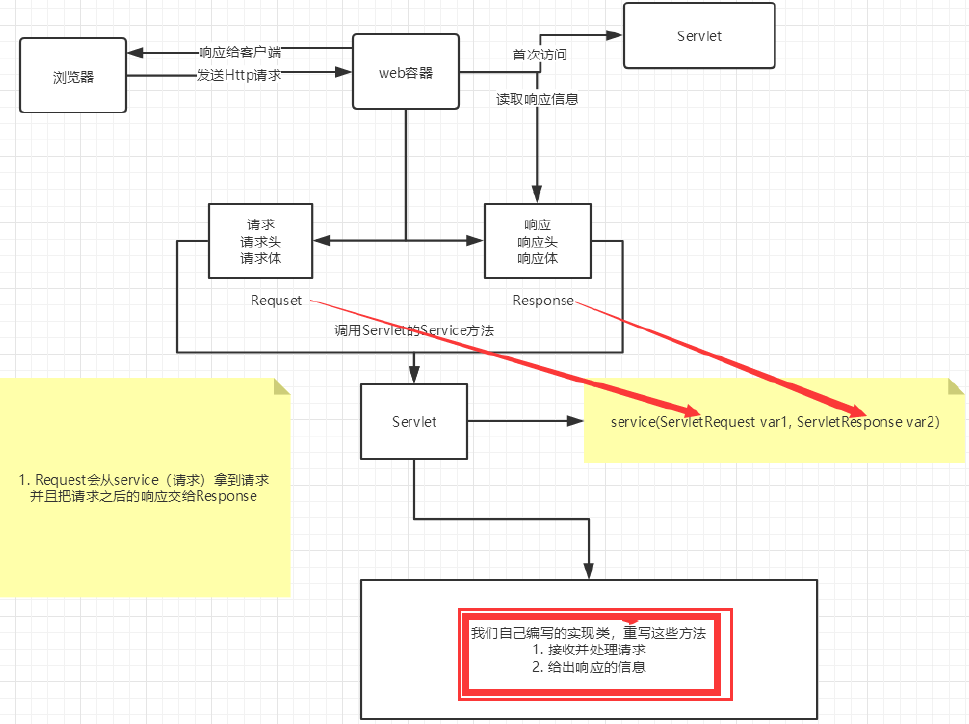 Servlet
浏览器
响应给客户端
发送Http请求
web容器
首次访问
读取响应信息
请求
请求头
请求体
响应
响应头
响应体
Requset
Response
调用Servlet的Service方法
Servlet
service(ServletRequest var1, ServletResponse var2)
1. Request会从service（请求）拿到请求
并且把请求之后的响应交给Response
我们自己编写的实现类，重写这些方法
1. 接收并处理请求
2. 给出响应的信息